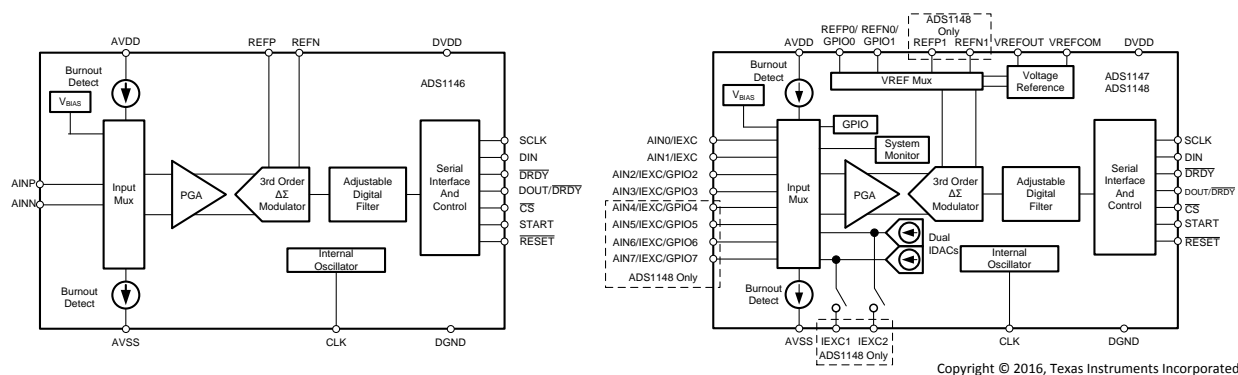 AVDD
REFP REFN
DVDD
Burnout
Detect
ADS1146
VBIAS
Input
Mux
PGA
3rd Order
ΔΣ
Modulator
Adjustable
Digital
Filter
Serial
Interface
And
Control
AINP
AINN
SCLK
DIN
DRDY
DOUT/DRDY
CS
START
RESET
Internal
Oscillator
Burnout
Detect
AVSS
CLK
DGND
ADS1148
Only
AVDD
REFP0/
GPIO0
REFN0/
GPIO1
REFP1 REFN1
VREFOUT VREFCOM
DVDD
Burnout
Detect
VREF Mux
Voltage
Reference
ADS1147
ADS1148
VBIAS
GPIO
System
Monitor
AIN0/IEXC
AIN1/IEXC
AIN2/IEXC/GPIO2
AIN3/IEXC/GPIO3
AIN4/IEXC/GPIO4
AIN5/IEXC/GPIO5
AIN6/IEXC/GPIO6
AIN7/IEXC/GPIO7
ADS1148 Only
Input
Mux
PGA
3rd Order
ΔΣ
Modulator
Adjustable
Digital
Filter
Serial
Interface
And
Control
SCLK
DIN
DRDY
DOUT/DRDY
CS
START
RESET
Dual
IDACs
Internal
Oscillator
Burnout
Detect
AVSS
IEXC1 IEXC2
ADS1148 Only
CLK
DGND
Copyright © 2016, Texas Instruments Incorporated